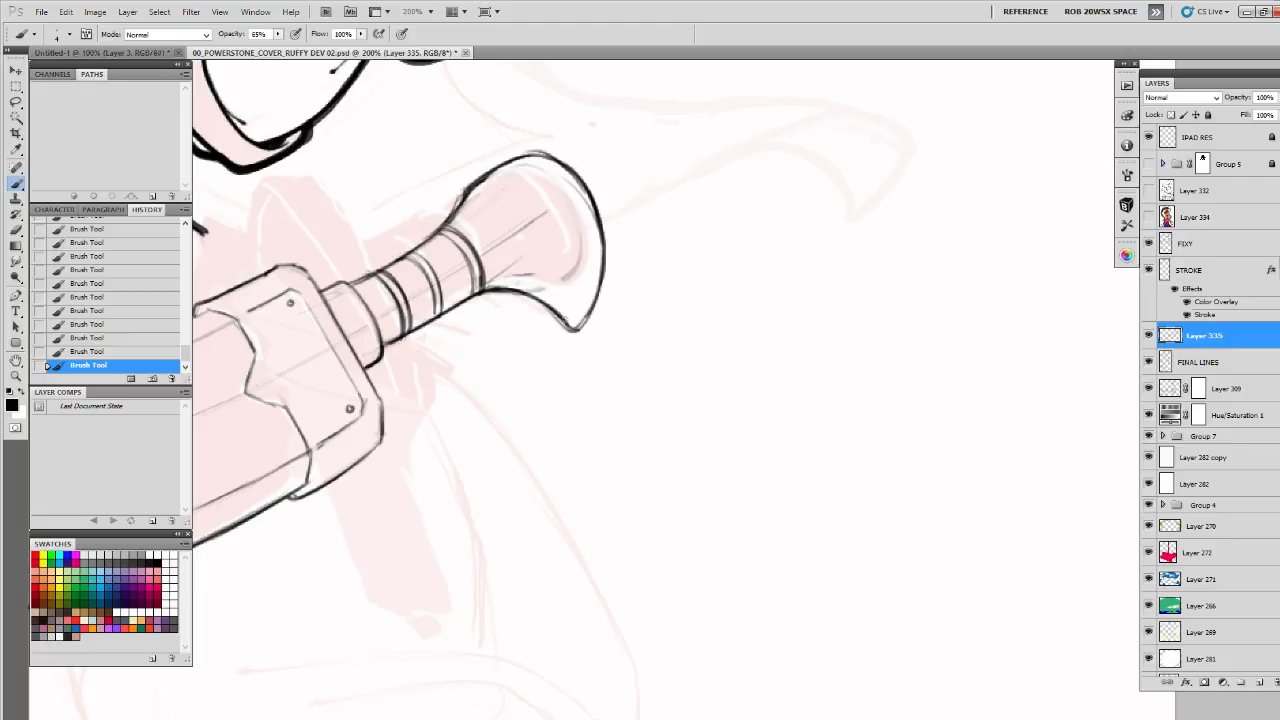 Ps File Edit Image Layer Select Filter Analysis View Window Help Br Mb 200% REFERENCE ROB 20WSX SPACE CS Live
Mode: Normal Opacity: 65% Flow: 100%
Untitled-1 @ 100% (Layer 3, RGB/8#) * 00_POWERSTONE_COVER_RUFFY DEV 02.psd @ 200% (Layer 335, RGB/8*) *
CHANNELS PATHS
CHARACTER PARAGRAPH HISTORY
Brush Tool
Brush Tool
Brush Tool
Brush Tool
Brush Tool
Brush Tool
Brush Tool
Brush Tool
Brush Tool
Brush Tool
Brush Tool
LAYER COMPS
Last Document State
SWATCHES
LAYERS
Normal Opacity: 100%
Lock: Fill: 100%
IPAD RES
Group 5
Layer 332
Layer 334
FIXY
STROKE fx
Effects
Color Overlay
Stroke
Layer 335
FINAL LINES
Layer 309
Hue/Saturation 1
Group 7
Layer 282 copy
Layer 282
Group 4
Layer 270
Layer 272
Layer 271
Layer 266
Layer 269
Layer 281